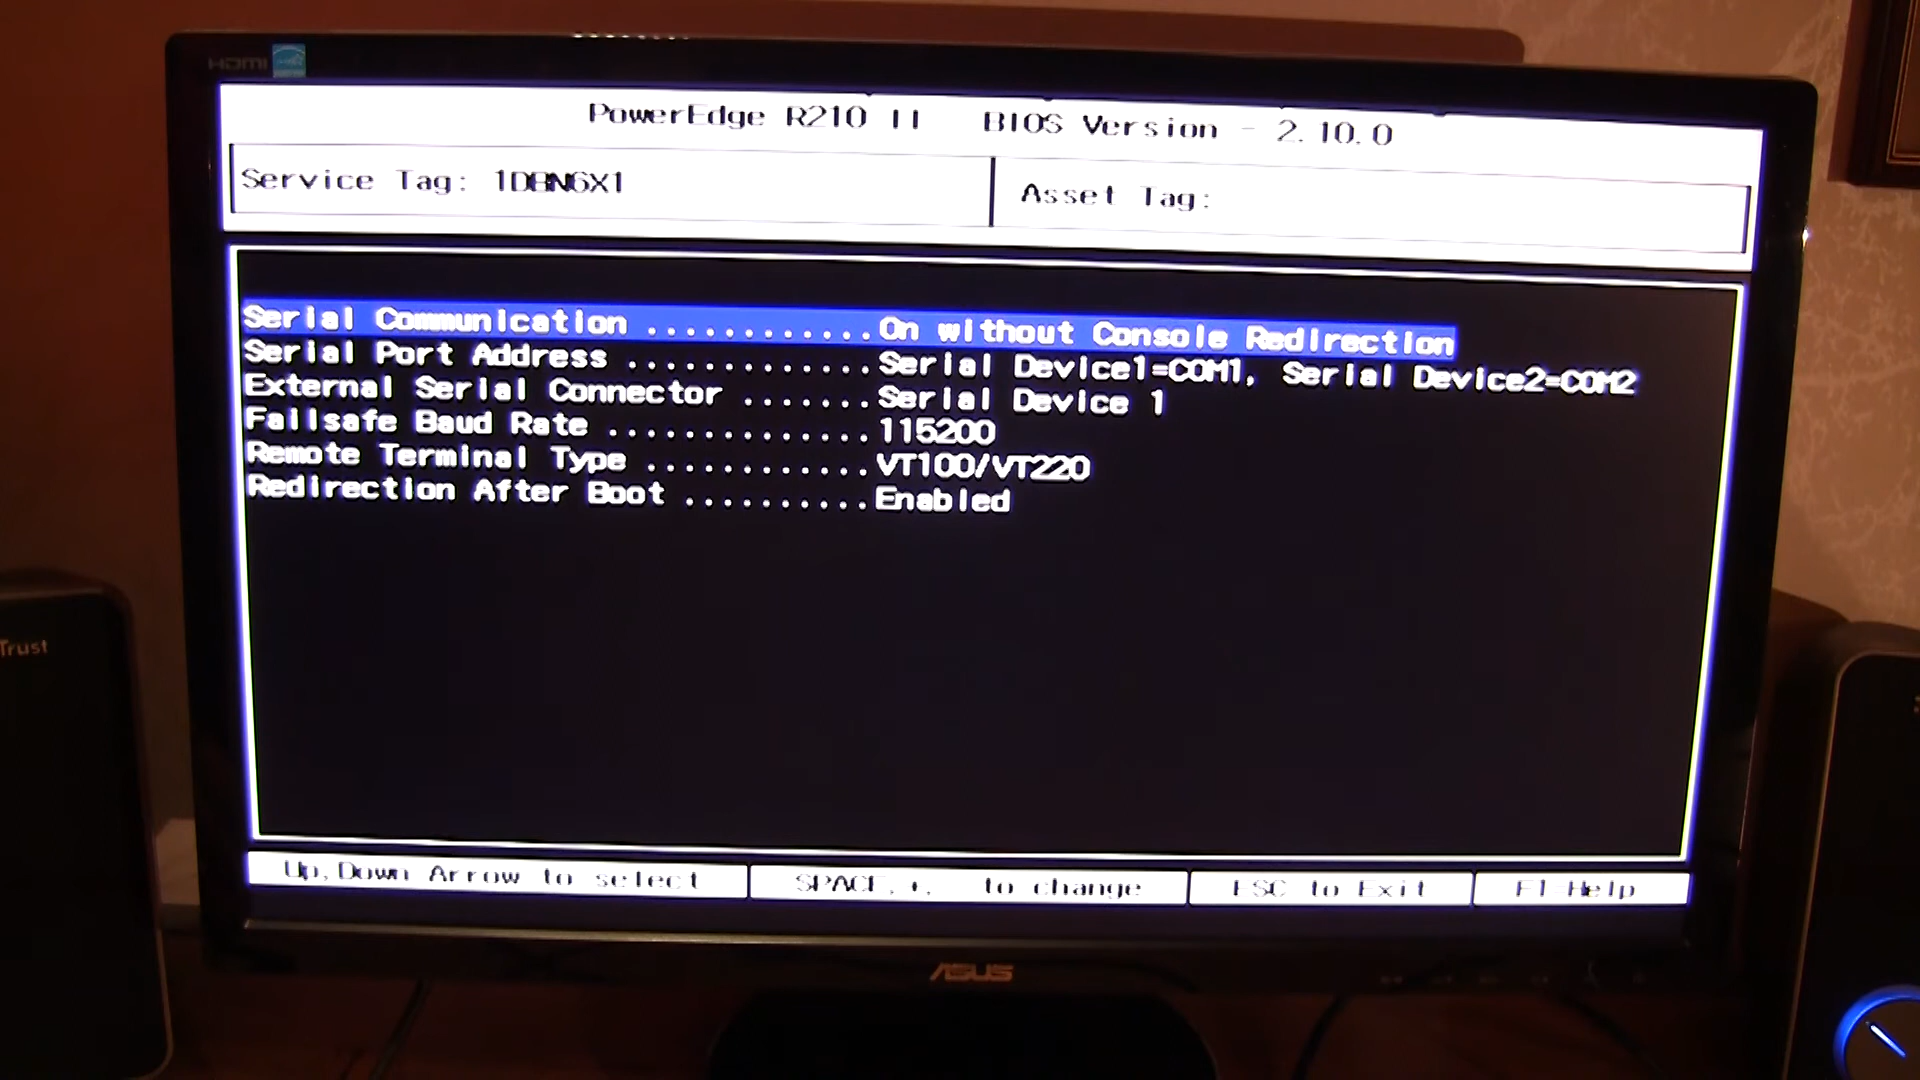 HDMI
PowerEdge R210 II BIOS Version - 2.10.0
Service Tag: 1DBN6X1
Asset Tag:
Serial Communication ............ On without Console Redirection
Serial Port Address ............. Serial Device1=COM1, Serial Device2=COM2
External Serial Connector ....... Serial Device 1
Failsafe Baud Rate .............. 115200
Remote Terminal Type ............ VT100/VT220
Redirection After Boot .......... Enabled
Up,Down Arrow to select
SPACE,+, to change
ESC to Exit
F1=Help
ASUS
Trust